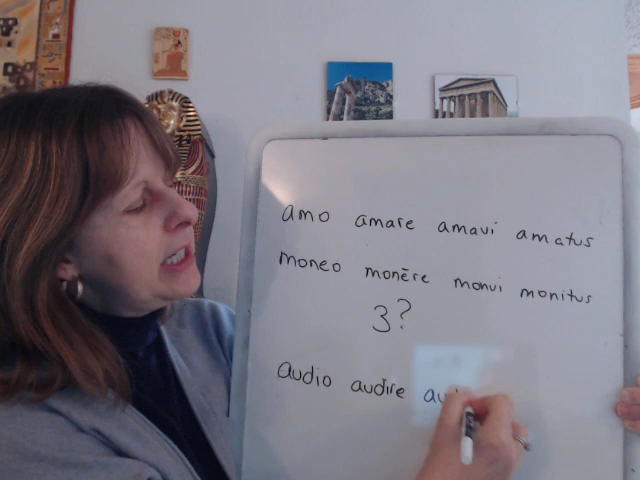 amo amare amavi amatus
moneo monēre monui monitus
3?
audio audire